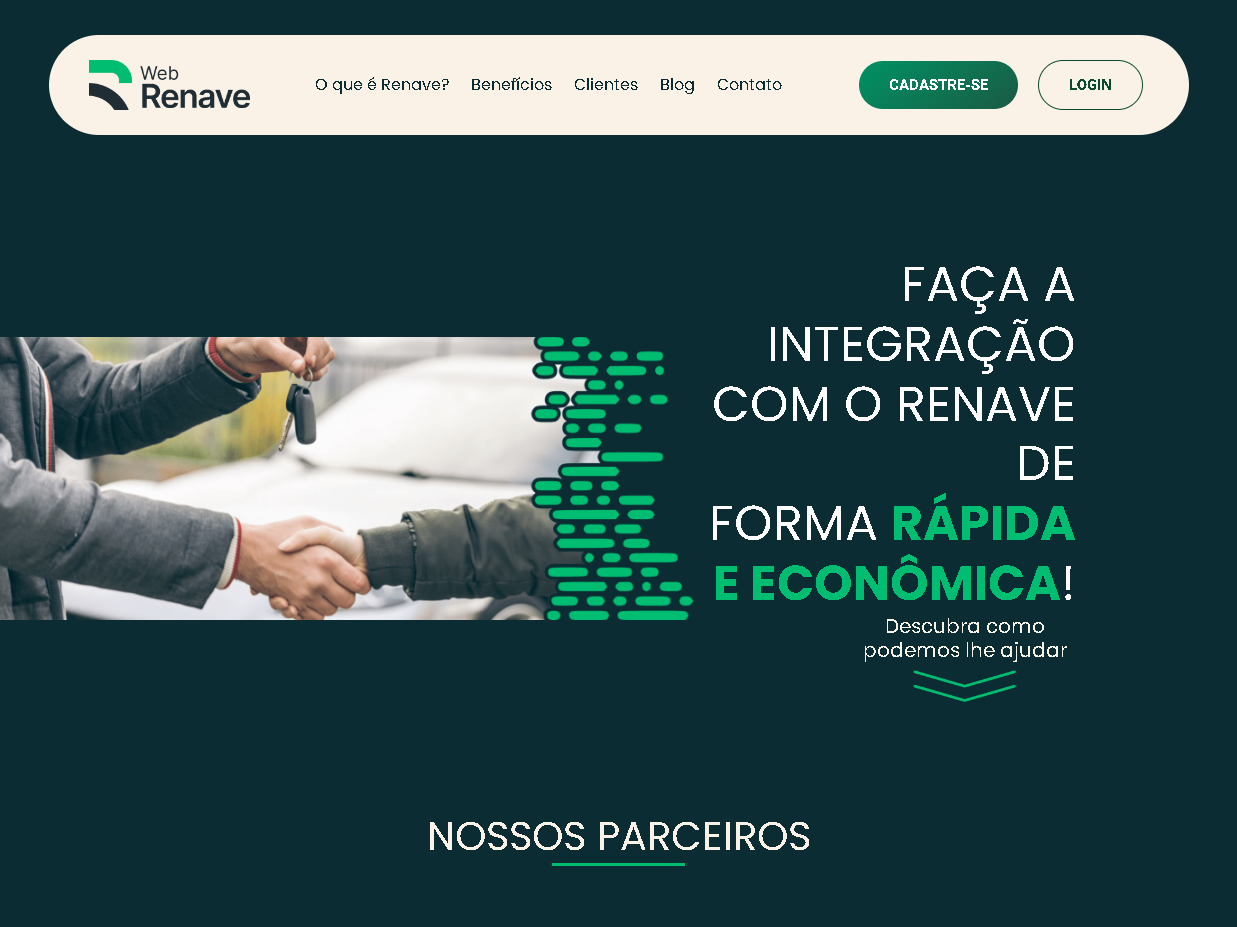 Web
Renave
O que é Renave?
Benefícios
Clientes
Blog
Contato
CADASTRE-SE
LOGIN
FAÇA A
INTEGRAÇÃO
COM O RENAVE
DE
FORMA RÁPIDA
E ECONÔMICA!
Descubra como
podemos lhe ajudar
NOSSOS PARCEIROS